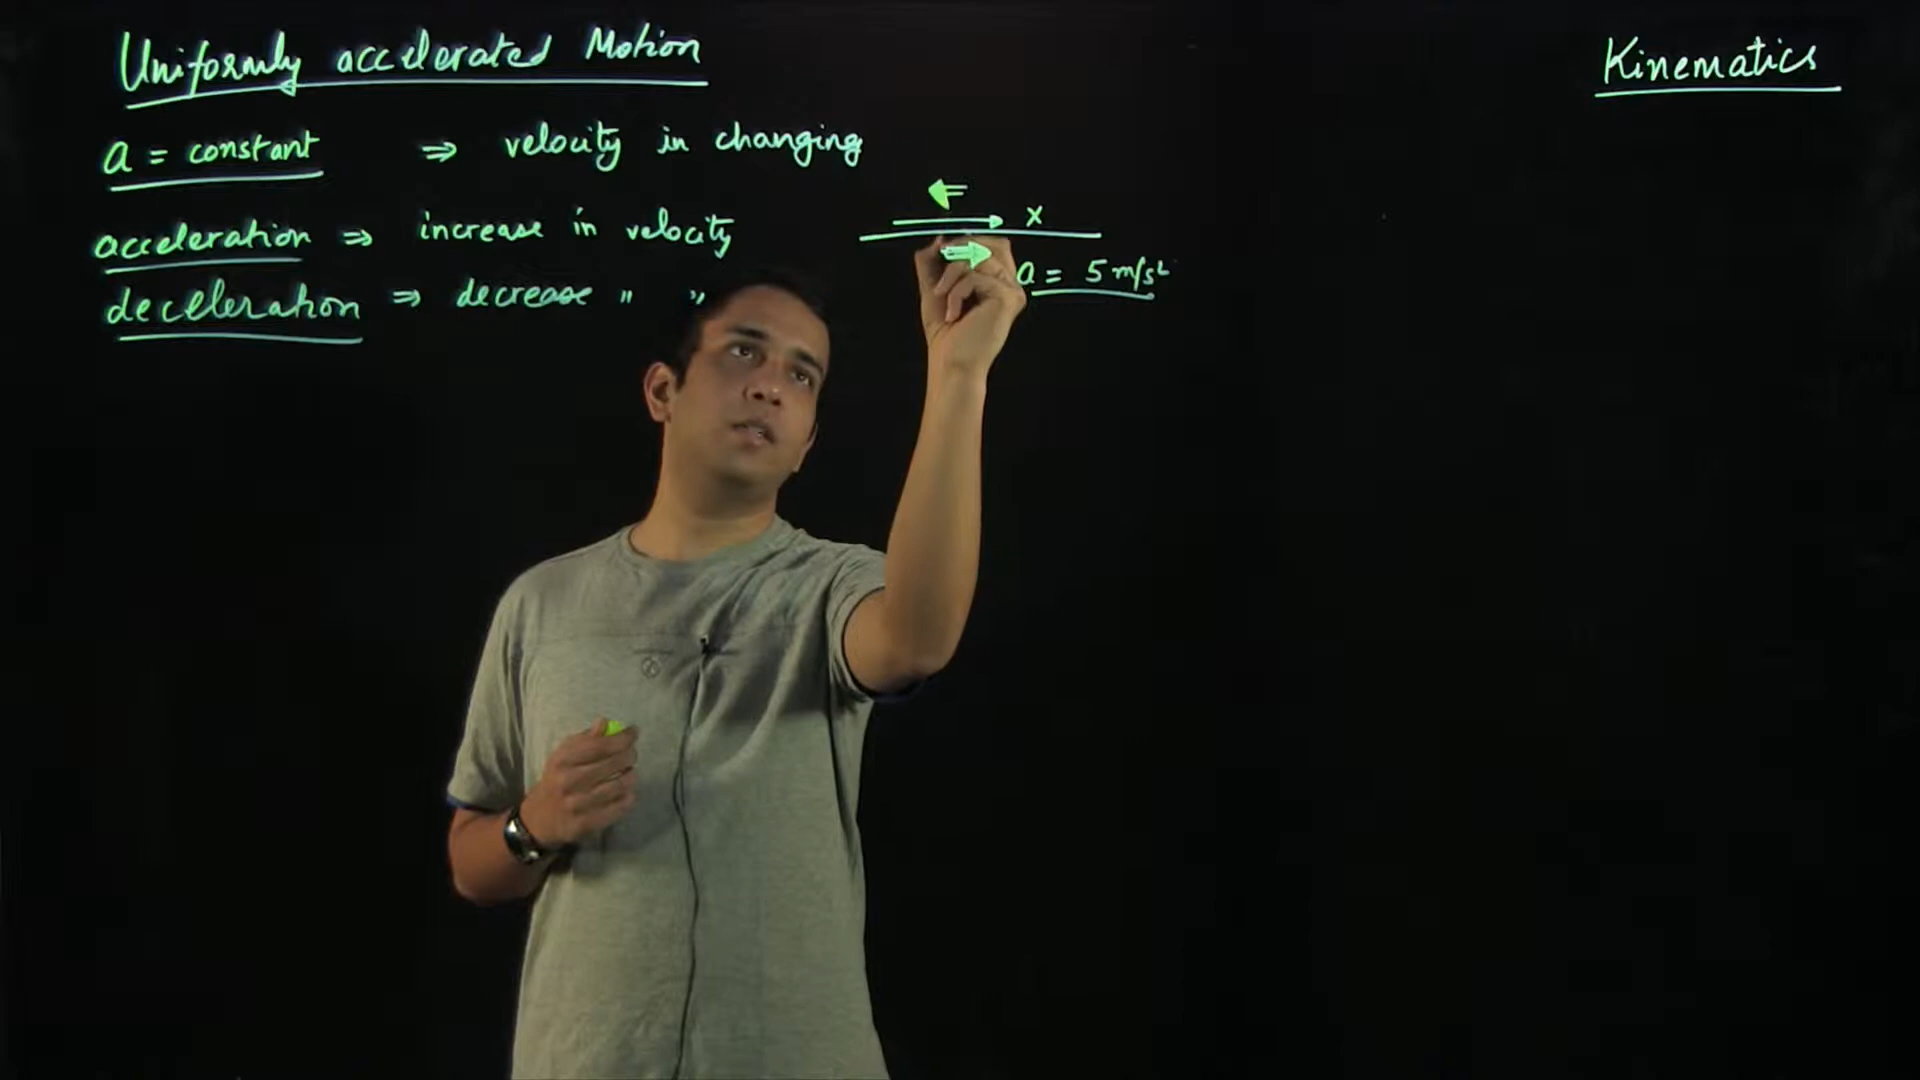 Uniformly accelerated Motion
Kinematics
a = constant ⇒ velocity in changing
acceleration ⇒ increase in velocity
x
a = 5 m/s²
deceleration ⇒ decrease " "